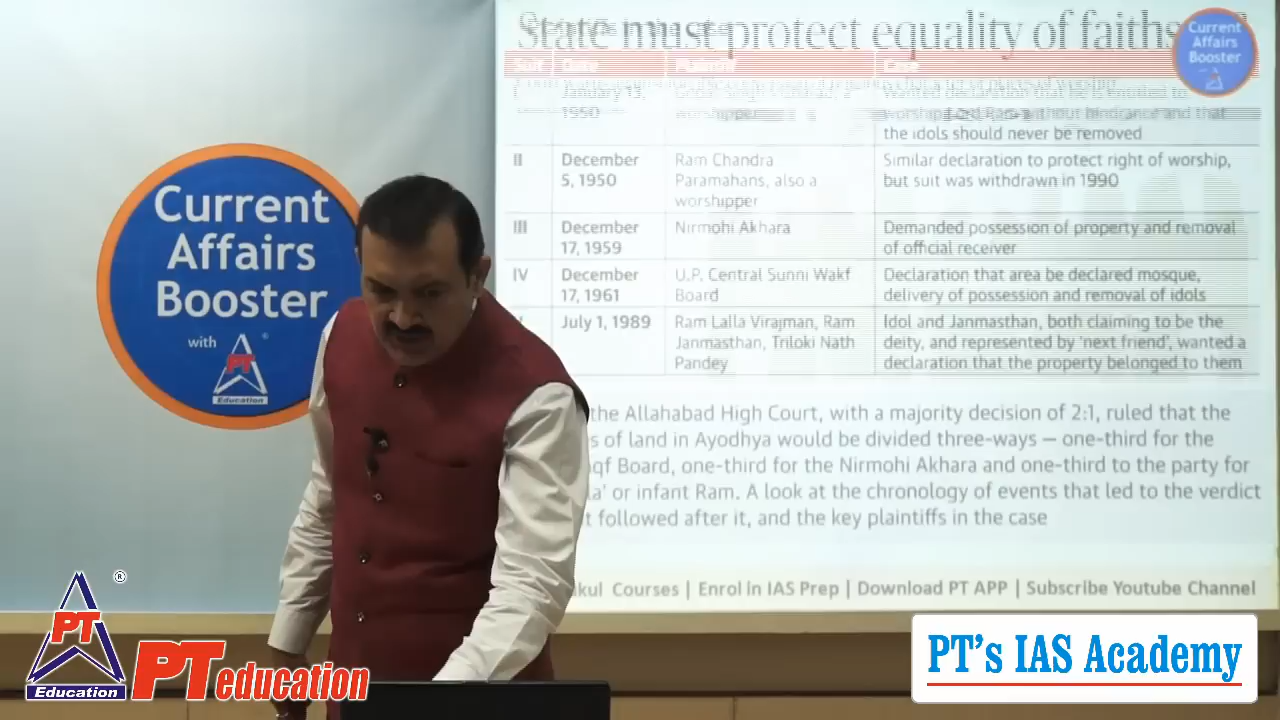 State must protect equality of faiths
Current
Affairs
Booster
1950
worshipper
without hindrance and that
the idols should never be removed
II
December
5, 1950
Ram Chandra
Paramahans, also a
worshipper
Similar declaration to protect right of worship,
but suit was withdrawn in 1990
III
December
17, 1959
Nirmohi Akhara
Demanded possession of property and removal
of official receiver
IV
December
17, 1961
U.P. Central Sunni Wakf
Board
Declaration that area be declared mosque,
delivery of possession and removal of idols
July 1, 1989
Ram Lalla Virajman, Ram
Janmasthan, Triloki Nath
Pandey
Idol and Janmasthan, both claiming to be the
deity, and represented by 'next friend', wanted a
declaration that the property belonged to them
the Allahabad High Court, with a majority decision of 2:1, ruled that the
of land in Ayodhya would be divided three-ways — one-third for the
Board, one-third for the Nirmohi Akhara and one-third to the party for
or infant Ram. A look at the chronology of events that led to the verdict
followed after it, and the key plaintiffs in the case
Courses | Enrol in IAS Prep | Download PT APP | Subscribe Youtube Channel
Current
Affairs
Booster
with
PT
Education
®
PT
Education
PT education
PT's IAS Academy